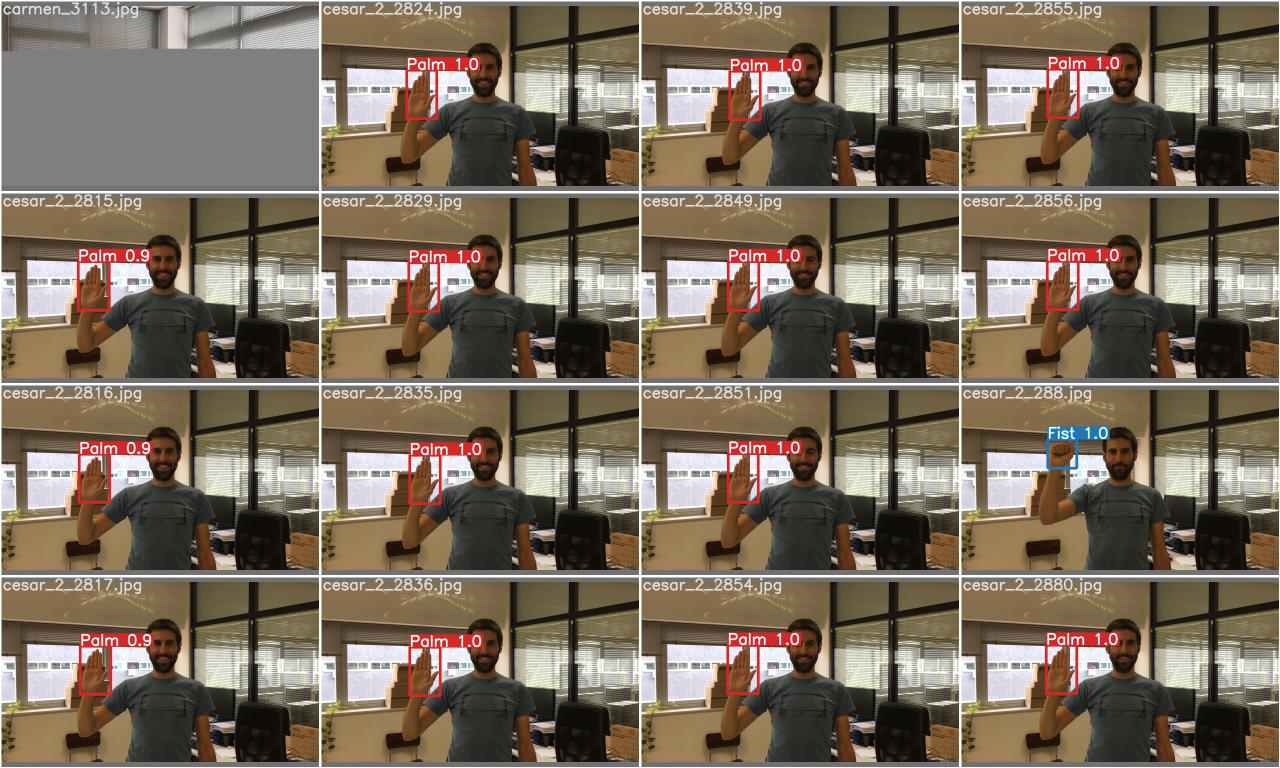 carmen_3113.jpg
cesar_2_2824.jpg
Palm 1.0
cesar_2_2839.jpg
Palm 1.0
cesar_2_2855.jpg
Palm 1.0
cesar_2_2815.jpg
Palm 0.9
cesar_2_2829.jpg
Palm 1.0
cesar_2_2849.jpg
Palm 1.0
cesar_2_2856.jpg
Palm 1.0
cesar_2_2816.jpg
Palm 0.9
cesar_2_2835.jpg
Palm 1.0
cesar_2_2851.jpg
Palm 1.0
cesar_2_288.jpg
Fist 1.0
cesar_2_2817.jpg
Palm 0.9
cesar_2_2836.jpg
Palm 1.0
cesar_2_2854.jpg
Palm 1.0
cesar_2_2880.jpg
Palm 1.0